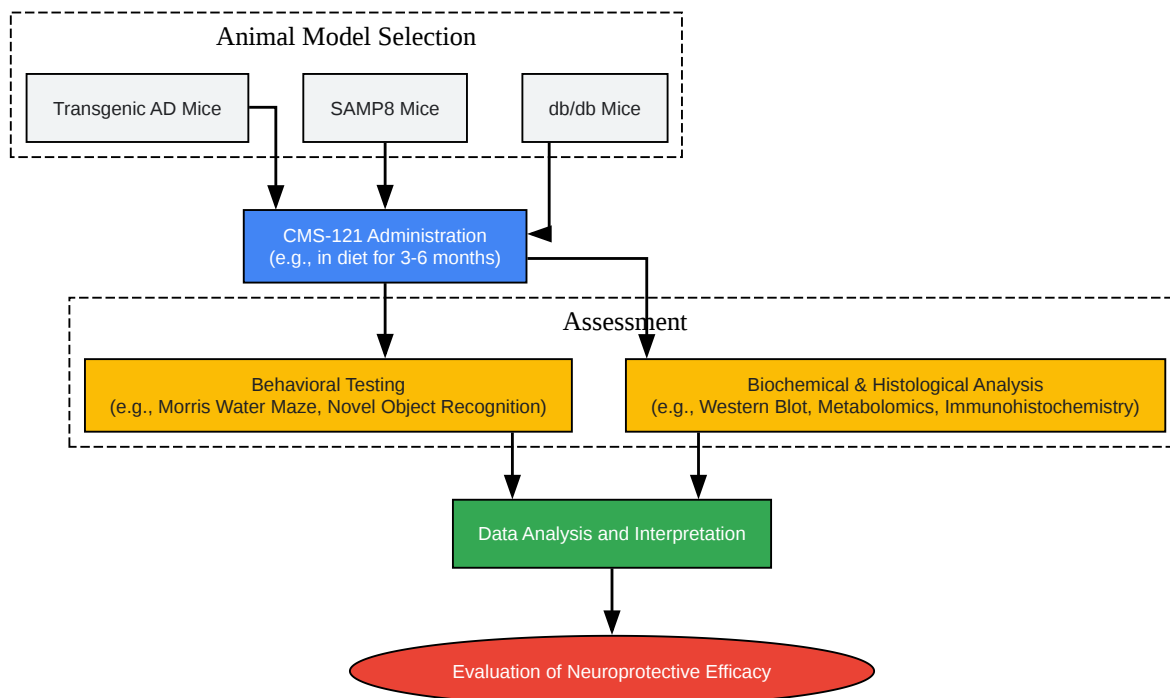 Animal Model Selection
Transgenic AD Mice
SAMP8 Mice
db/db Mice
CMS-121 Administration
(e.g., in diet for 3-6 months)
Assessment
Behavioral Testing
(e.g., Morris Water Maze, Novel Object Recognition)
Biochemical & Histological Analysis
(e.g., Western Blot, Metabolomics, Immunohistochemistry)
Data Analysis and Interpretation
Evaluation of Neuroprotective Efficacy